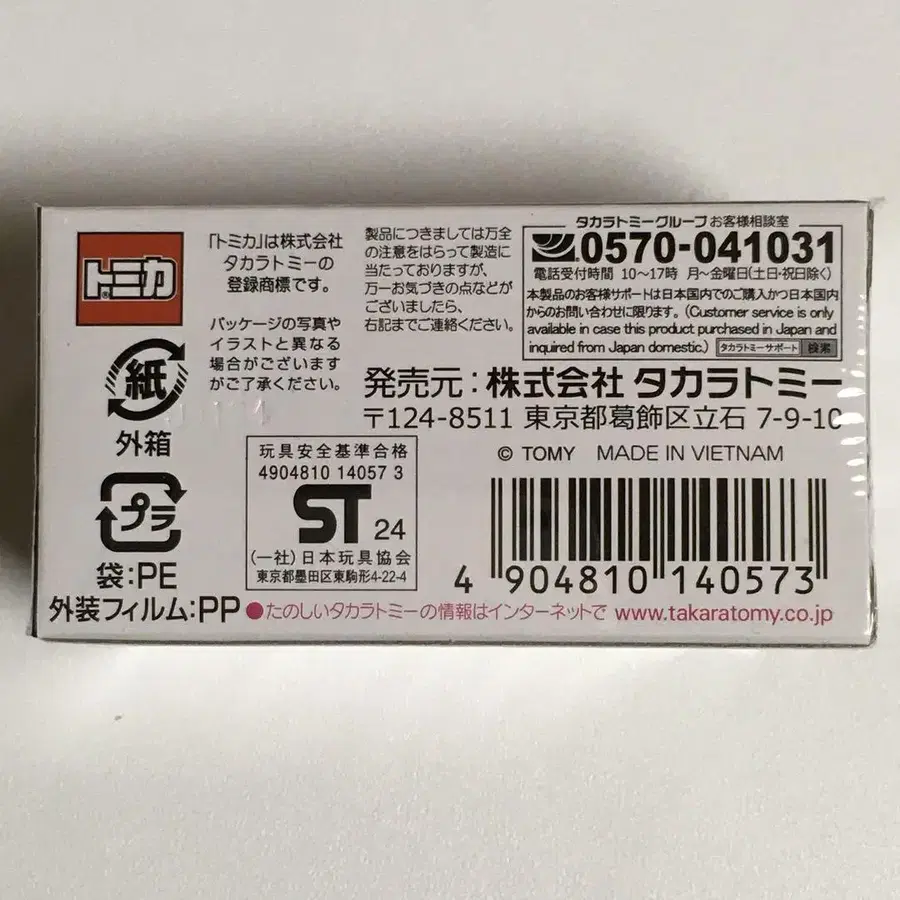 トミカ
「トミカ」は株式会社
タカラトミーの
登録商標です。
パッケージの写真や
イラストと異なる
場合がございます
がご了承ください。
製品につきましては万全
の注意をはらって製造に
当たっておりますが、
万一お気づきの点などが
ございましたら、
右記までご連絡ください。
タカラトミーグループ お客様相談室
0570-041031
電話受付時間 10〜17時 月〜金曜日(土日・祝日除く)
本製品のお客様サポートは日本国内でのご購入かつ日本国内
からのお問い合わせに限ります。(Customer service is only
available in case this product purchased in Japan and
inquired from Japan domestic.) タカラトミーサポート 検索
紙
外箱
発売元:株式会社 タカラトミー
〒124-8511 東京都葛飾区立石 7-9-10
© TOMY MADE IN VIETNAM
玩具安全基準合格
4904810 14057 3
ST 24
(一社)日本玩具協会
東京都墨田区東駒形4-22-4
プラ
袋:PE
外装フィルム:PP
4 904810 140573
●たのしいタカラトミーの情報はインターネットで www.takaratomy.co.jp